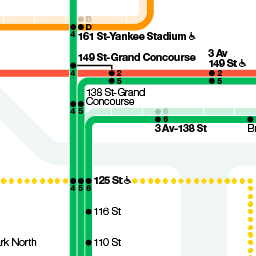 B
4 D
161 St-Yankee Stadium ♿
149 St-Grand Concourse
4
2
5
3 Av
149 St ♿
2
5
138 St-Grand
Concourse
4 5
6
6
3 Av-138 St
Br
4 5 6
125 St ♿
116 St
ark North
110 St